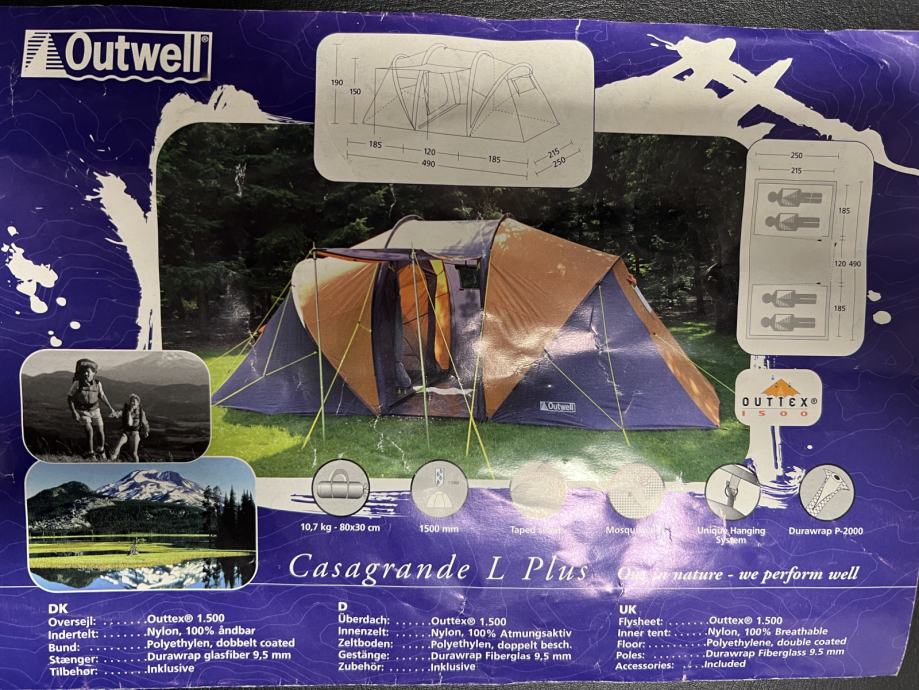 Outwell®
190
150
185
120
185
490
215
250
250
215
185
120 490
185
Outwell
OUTTEX®
1500
10,7 kg - 80x30 cm
1500 mm
Taped
Unique Hanging
System
Durawrap P-2000
Casagrande L Plus
Out in nature - we perform well
DK
Oversejl: ......Outtex® 1.500
Indertelt: ......Nylon, 100% åndbar
Bund: ......Polyethylen, dobbelt coated
Stænger: ......Durawrap glasfiber 9,5 mm
Tilbehør: ......Inklusive
D
Überdach: ......Outtex® 1.500
Innenzelt: ......Nylon, 100% Atmungsaktiv
Zeltboden: ......Polyethylen, doppelt besch.
Gestänge: ......Durawrap Fiberglas 9,5 mm
Zubehör: ......Inklusive
UK
Flysheet: ......Outtex® 1.500
Inner tent: ......Nylon, 100% Breathable
Floor: ......Polyethylene, double coated
Poles: ......Durawrap Fiberglass 9.5 mm
Accessories: ....Included